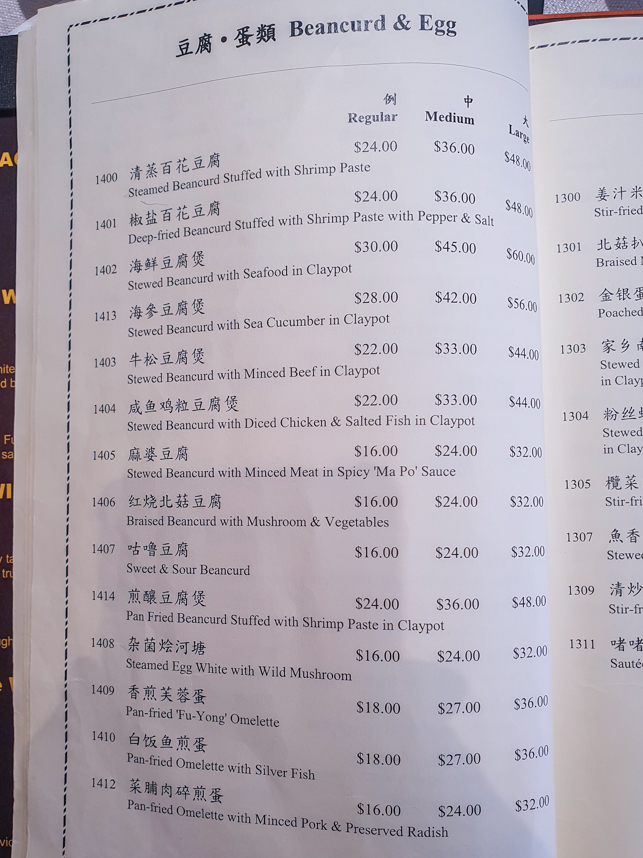 豆腐 • 蛋類 Beancurd & Egg
例 中 大
Regular Medium Large
1400 清蒸百花豆腐 $24.00 $36.00 $48.00
Steamed Beancurd Stuffed with Shrimp Paste
1401 椒盐百花豆腐 $24.00 $36.00 $48.00
Deep-fried Beancurd Stuffed with Shrimp Paste with Pepper & Salt
1402 海鲜豆腐煲 $30.00 $45.00 $60.00
Stewed Beancurd with Seafood in Claypot
1413 海參豆腐煲 $28.00 $42.00 $56.00
Stewed Beancurd with Sea Cucumber in Claypot
1403 牛松豆腐煲 $22.00 $33.00 $44.00
Stewed Beancurd with Minced Beef in Claypot
1404 咸鱼鸡粒豆腐煲 $22.00 $33.00 $44.00
Stewed Beancurd with Diced Chicken & Salted Fish in Claypot
1405 麻婆豆腐 $16.00 $24.00 $32.00
Stewed Beancurd with Minced Meat in Spicy 'Ma Po' Sauce
1406 红烧北菇豆腐 $16.00 $24.00 $32.00
Braised Beancurd with Mushroom & Vegetables
1407 咕噜豆腐 $16.00 $24.00 $32.00
Sweet & Sour Beancurd
1414 煎釀豆腐煲 $24.00 $36.00 $48.00
Pan Fried Beancurd Stuffed with Shrimp Paste in Claypot
1408 杂菌烩河塘 $16.00 $24.00 $32.00
Steamed Egg White with Wild Mushroom
1409 香煎芙蓉蛋 $18.00 $27.00 $36.00
Pan-fried 'Fu-Yong' Omelette
1410 白饭鱼煎蛋 $18.00 $27.00 $36.00
Pan-fried Omelette with Silver Fish
1412 菜脯肉碎煎蛋 $16.00 $24.00 $32.00
Pan-fried Omelette with Minced Pork & Preserved Radish
1300 姜汁米
Stir-fried
1301 北菇扒
Braised
1302 金银蛋
Poached
1303 家乡南
Stewed
in Clay
1304 粉丝
Stewed
in Clay
1305 欖菜
Stir-fri
1307 魚香
Stewe
1309 清炒
Stir-fr
1311 啫啫
Sauté